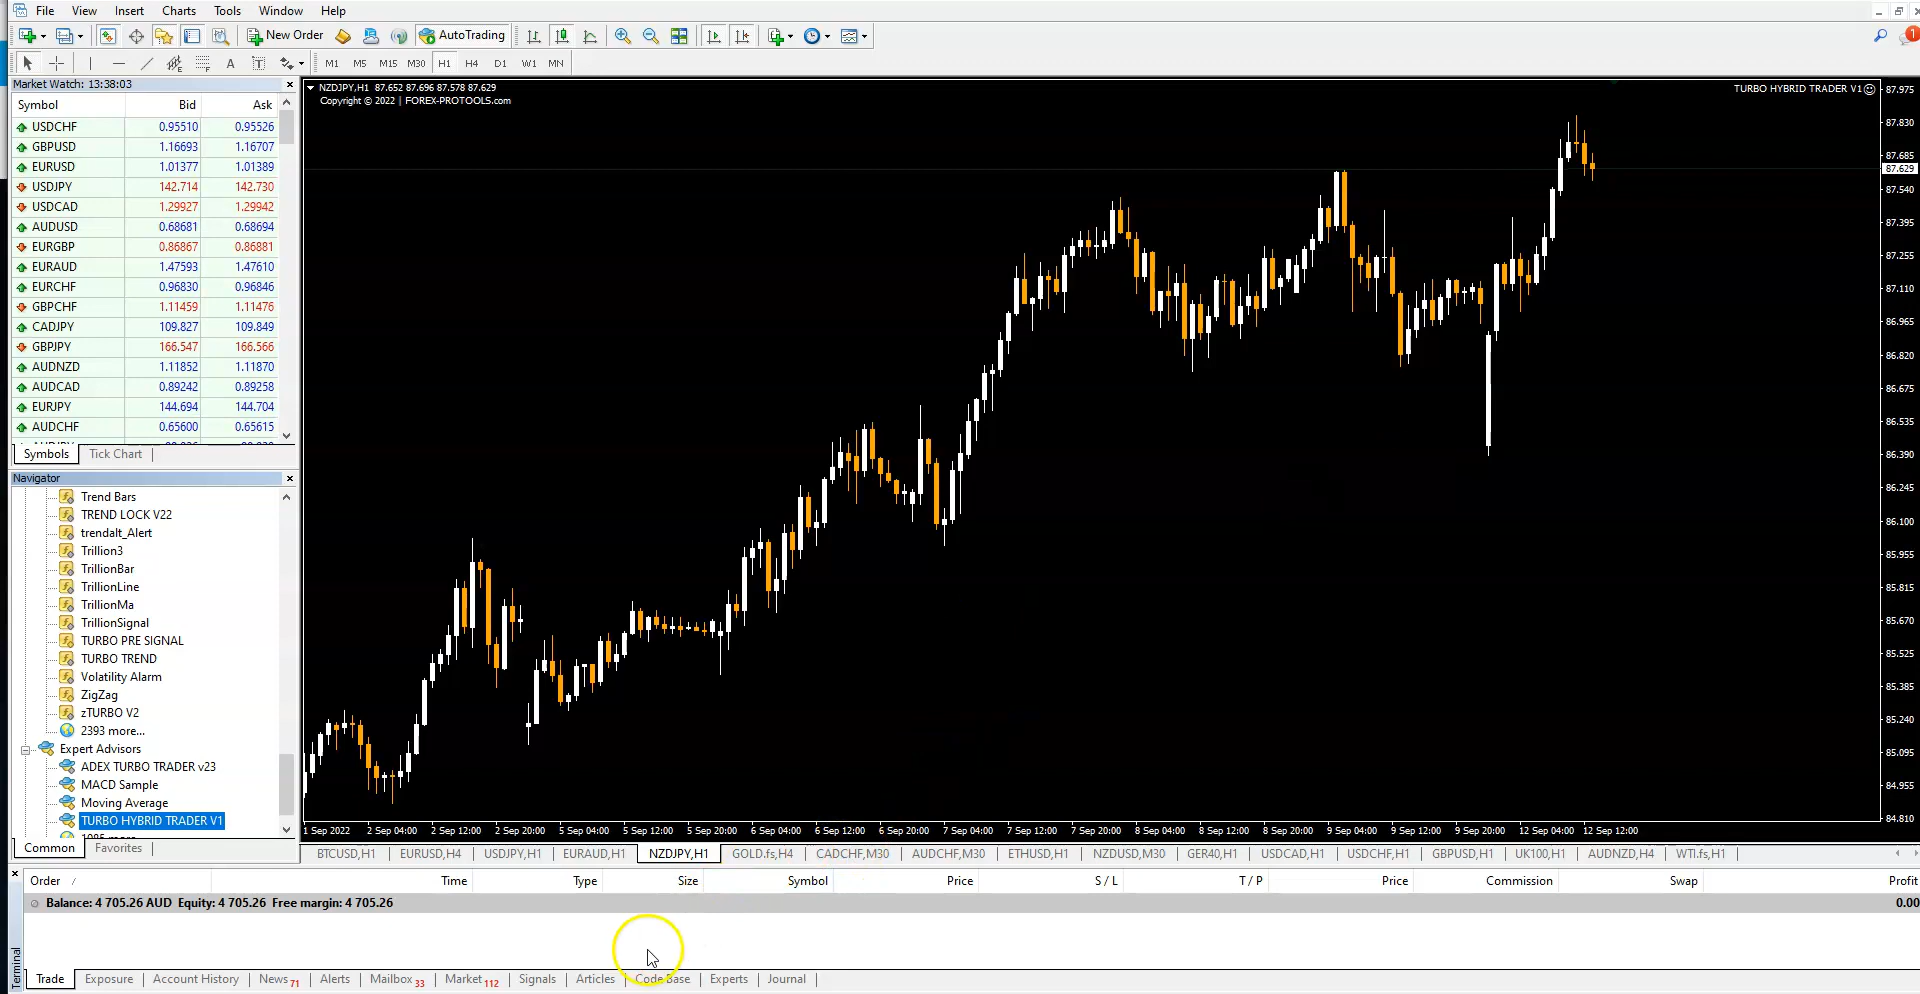 File View Insert Charts Tools Window Help
New Order AutoTrading
1
A T M1 M5 M15 M30 H1 H4 D1 W1 MN
Market Watch: 13:38:03
Symbol Bid Ask
USDCHF 0.95510 0.95526
GBPUSD 1.16693 1.16707
EURUSD 1.01377 1.01389
USDJPY 142.714 142.730
USDCAD 1.29927 1.29942
AUDUSD 0.68681 0.68694
EURGBP 0.86867 0.86881
EURAUD 1.47593 1.47610
EURCHF 0.96830 0.96846
GBPCHF 1.11459 1.11476
CADJPY 109.827 109.849
GBPJPY 166.547 166.566
AUDNZD 1.11852 1.11870
AUDCAD 0.89242 0.89258
EURJPY 144.694 144.704
AUDCHF 0.65600 0.65615
Symbols Tick Chart
Navigator
Trend Bars
TREND LOCK V22
trendalt_Alert
Trillion3
TrillionBar
TrillionLine
TrillionMa
TrillionSignal
TURBO PRE SIGNAL
TURBO TREND
Volatility Alarm
ZigZag
zTURBO V2
2393 more...
Expert Advisors
ADEX TURBO TRADER v23
MACD Sample
Moving Average
TURBO HYBRID TRADER V1
Common Favorites
NZDJPY,H1 87.652 87.696 87.578 87.629
Copyright © 2022 | FOREX-PROTOOLS.com
TURBO HYBRID TRADER V1
87.975
87.830
87.685
87.629
87.540
87.395
87.255
87.110
86.965
86.820
86.675
86.535
86.390
86.245
86.100
85.955
85.815
85.670
85.525
85.385
85.240
85.095
84.955
84.810
1 Sep 2022 2 Sep 04:00 2 Sep 12:00 2 Sep 20:00 5 Sep 04:00 5 Sep 12:00 5 Sep 20:00 6 Sep 04:00 6 Sep 12:00 6 Sep 20:00 7 Sep 04:00 7 Sep 12:00 7 Sep 20:00 8 Sep 04:00 8 Sep 12:00 8 Sep 20:00 9 Sep 04:00 9 Sep 12:00 9 Sep 20:00 12 Sep 04:00 12 Sep 12:00
BTCUSD,H1 EURUSD,H4 USDJPY,H1 EURAUD,H1 NZDJPY,H1 GOLD.fs,H4 CADCHF,M30 AUDCHF,M30 ETHUSD,H1 NZDUSD,M30 GER40,H1 USDCAD,H1 USDCHF,H1 GBPUSD,H1 UK100,H1 AUDNZD,H4 WTI.fs,H1
Order / Time Type Size Symbol Price S / L T / P Price Commission Swap Profit
Balance: 4 705.26 AUD Equity: 4 705.26 Free margin: 4 705.26 0.00
Terminal
Trade Exposure Account History News 71 Alerts Mailbox 33 Market 112 Signals Articles Code Base Experts Journal